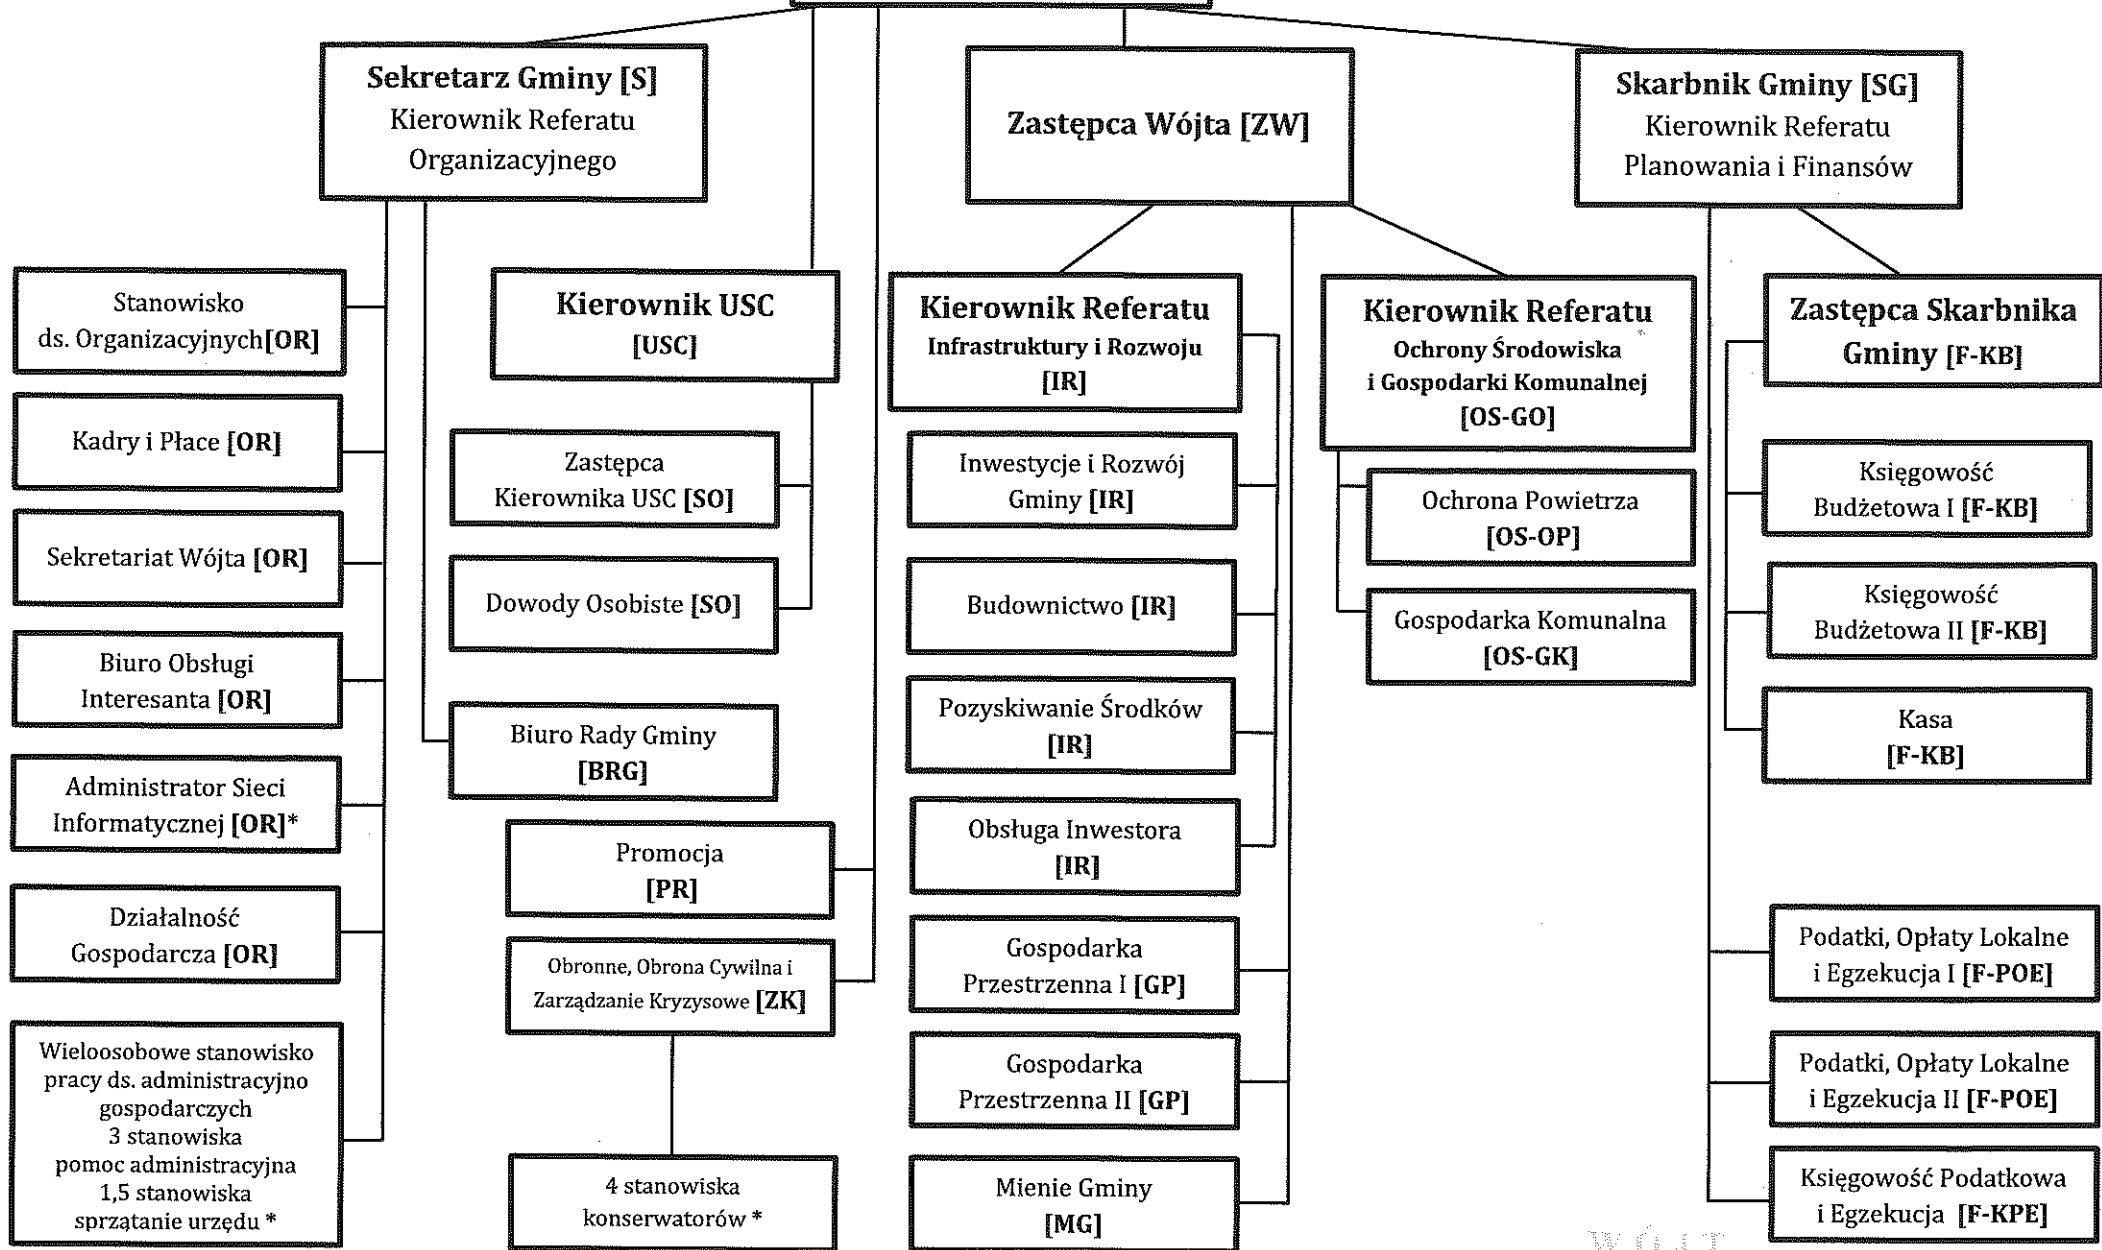 Sekretarz Gminy [S]
Kierownik Referatu
Organizacyjnego
Zastępca Wójta [ZW]
Skarbnik Gminy [SG]
Kierownik Referatu
Planowania i Finansów
Stanowisko
ds. Organizacyjnych[OR]
Kadry i Płace [OR]
Sekretariat Wójta [OR]
Biuro Obsługi
Interesanta [OR]
Administrator Sieci
Informatycznej [OR]*
Działalność
Gospodarcza [OR]
Wieloosobowe stanowisko
pracy ds. administracyjno
gospodarczych
3 stanowiska
pomoc administracyjna
1,5 stanowiska
sprzątanie urzędu *
Kierownik USC
[USC]
Zastępca
Kierownika USC [SO]
Dowody Osobiste [SO]
Biuro Rady Gminy
[BRG]
Promocja
[PR]
Obronne, Obrona Cywilna i
Zarządzanie Kryzysowe [ZK]
4 stanowiska
konserwatorów *
Kierownik Referatu
Infrastruktury i Rozwoju
[IR]
Inwestycje i Rozwój
Gminy [IR]
Budownictwo [IR]
Pozyskiwanie Środków
[IR]
Obsługa Inwestora
[IR]
Gospodarka
Przestrzenna I [GP]
Gospodarka
Przestrzenna II [GP]
Mienie Gminy
[MG]
Kierownik Referatu
Ochrony Środowiska
i Gospodarki Komunalnej
[OS-GO]
Ochrona Powietrza
[OS-OP]
Gospodarka Komunalna
[OS-GK]
Zastępca Skarbnika
Gminy [F-KB]
Księgowość
Budżetowa I [F-KB]
Księgowość
Budżetowa II [F-KB]
Kasa
[F-KB]
Podatki, Opłaty Lokalne
i Egzekucja I [F-POE]
Podatki, Opłaty Lokalne
i Egzekucja II [F-POE]
Księgowość Podatkowa
i Egzekucja [F-KPE]
WÓJT